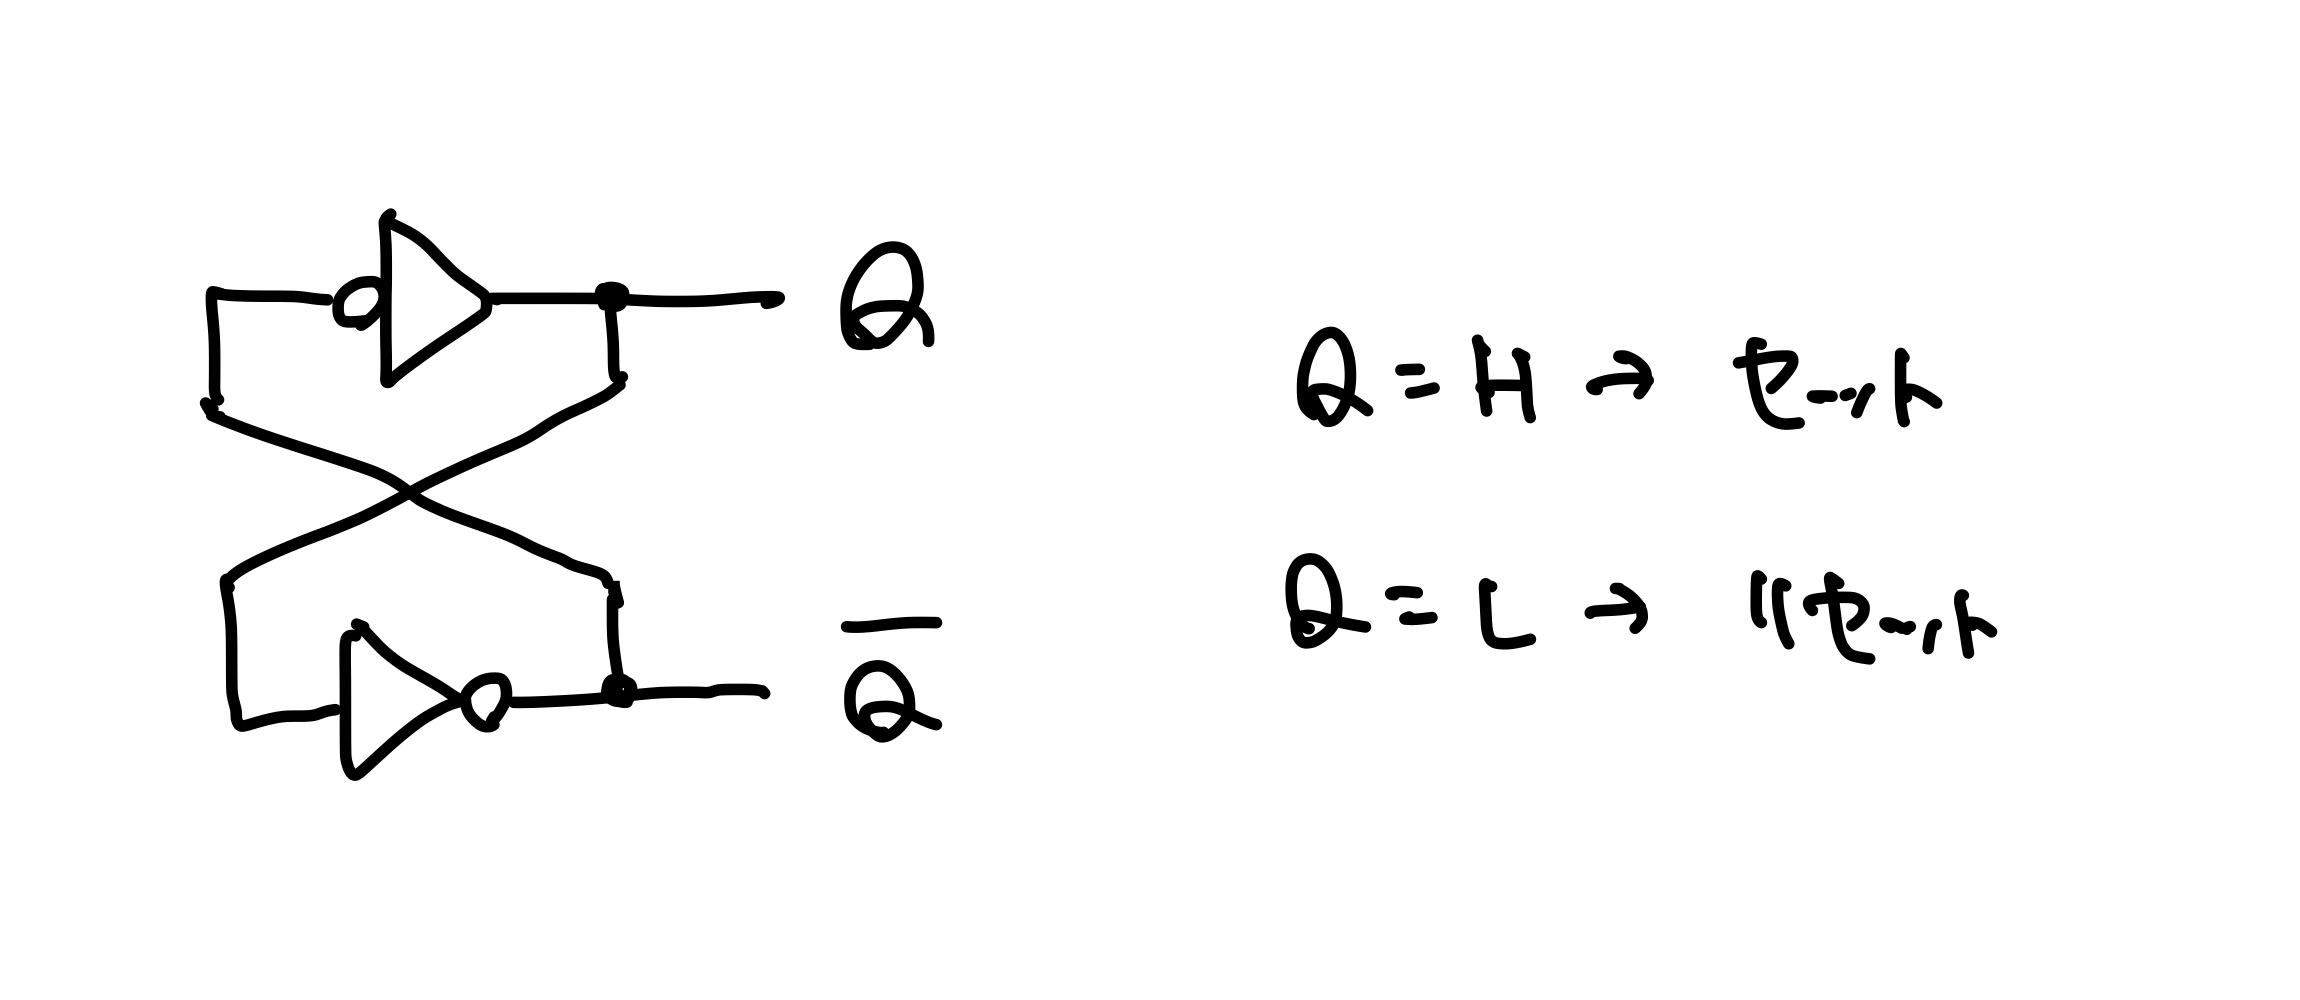 Q
Q̅
Q = H → セット
Q = L → リセット